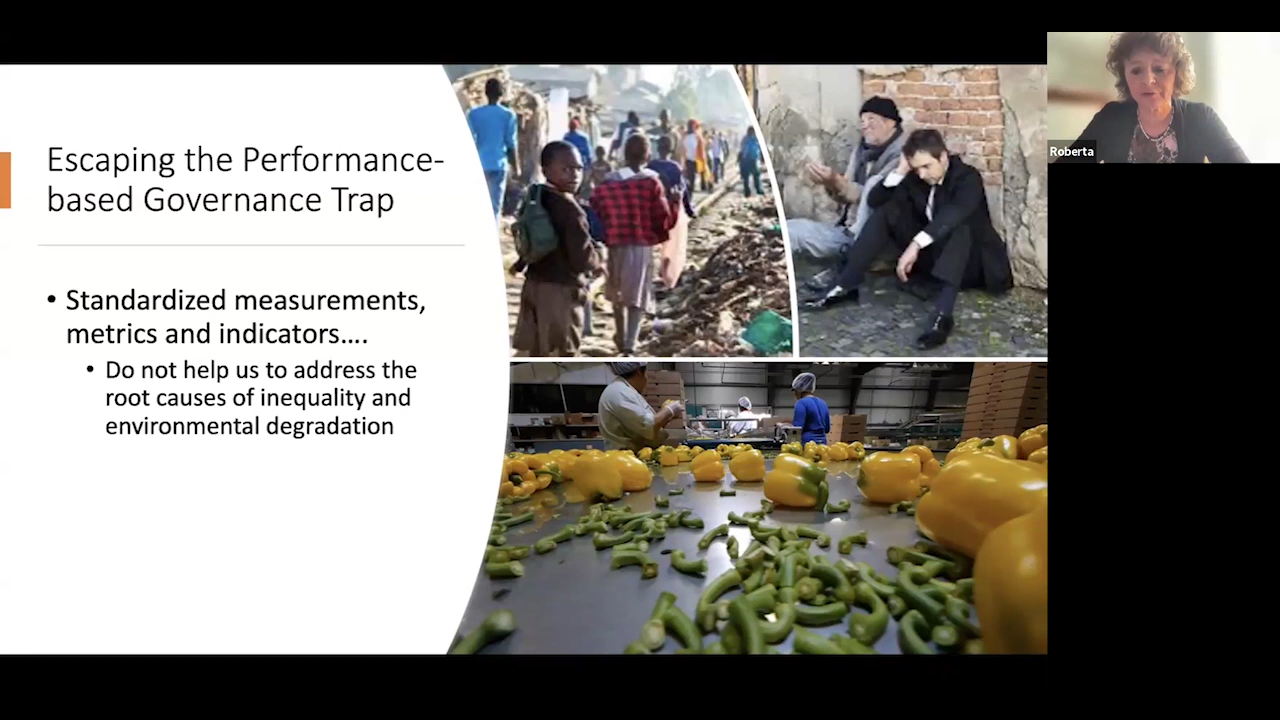 Escaping the Performance-
based Governance Trap
• Standardized measurements,
metrics and indicators….
• Do not help us to address the
root causes of inequality and
environmental degradation
Roberta